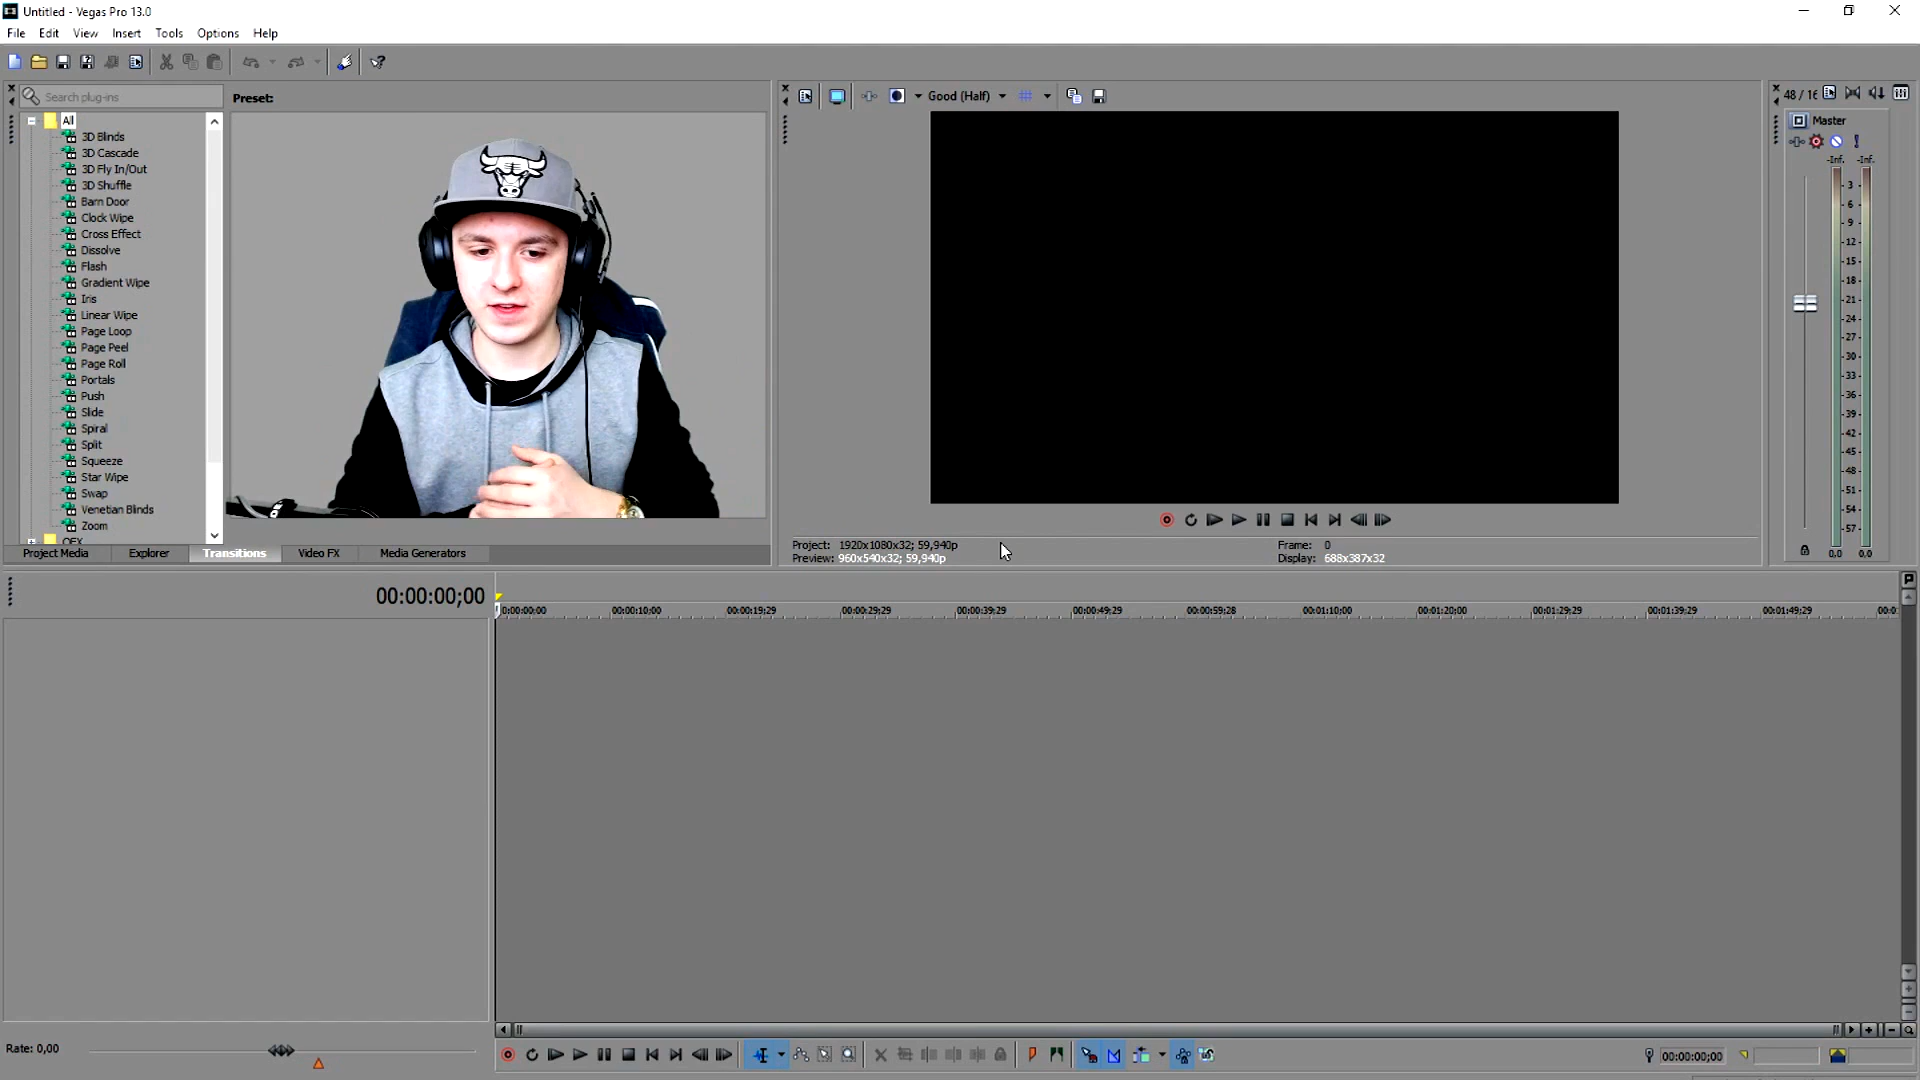 Untitled - Vegas Pro 13.0
File Edit View Insert Tools Options Help
Search plug-ins
Preset:
Good (Half)
48 / 16
All
3D Blinds
3D Cascade
3D Fly In/Out
3D Shuffle
Barn Door
Clock Wipe
Cross Effect
Dissolve
Flash
Gradient Wipe
Iris
Linear Wipe
Page Loop
Page Peel
Page Roll
Portals
Push
Slide
Spiral
Split
Squeeze
Star Wipe
Swap
Venetian Blinds
Zoom
OFX
Project Media Explorer Transitions Video FX Media Generators
Project: 1920x1080x32; 59,940p
Preview: 960x540x32; 59,940p
Frame: 0
Display: 688x387x32
Master
-Inf. -Inf.
- 3 -
- 6 -
- 9 -
-12-
-15-
-18-
-21-
-24-
-27-
-30-
-33-
-36-
-39-
-42-
-45-
-48-
-51-
-54-
-57-
0,0 0,0
00:00:00;00
0:00:00;00 00:00:10;00 00:00:19;29 00:00:29;29 00:00:39;29 00:00:49;29 00:00:59;28 00:01:10;00 00:01:20;00 00:01:29;29 00:01:39;29 00:01:49;29 00:0
Rate: 0,00
00:00:00;00